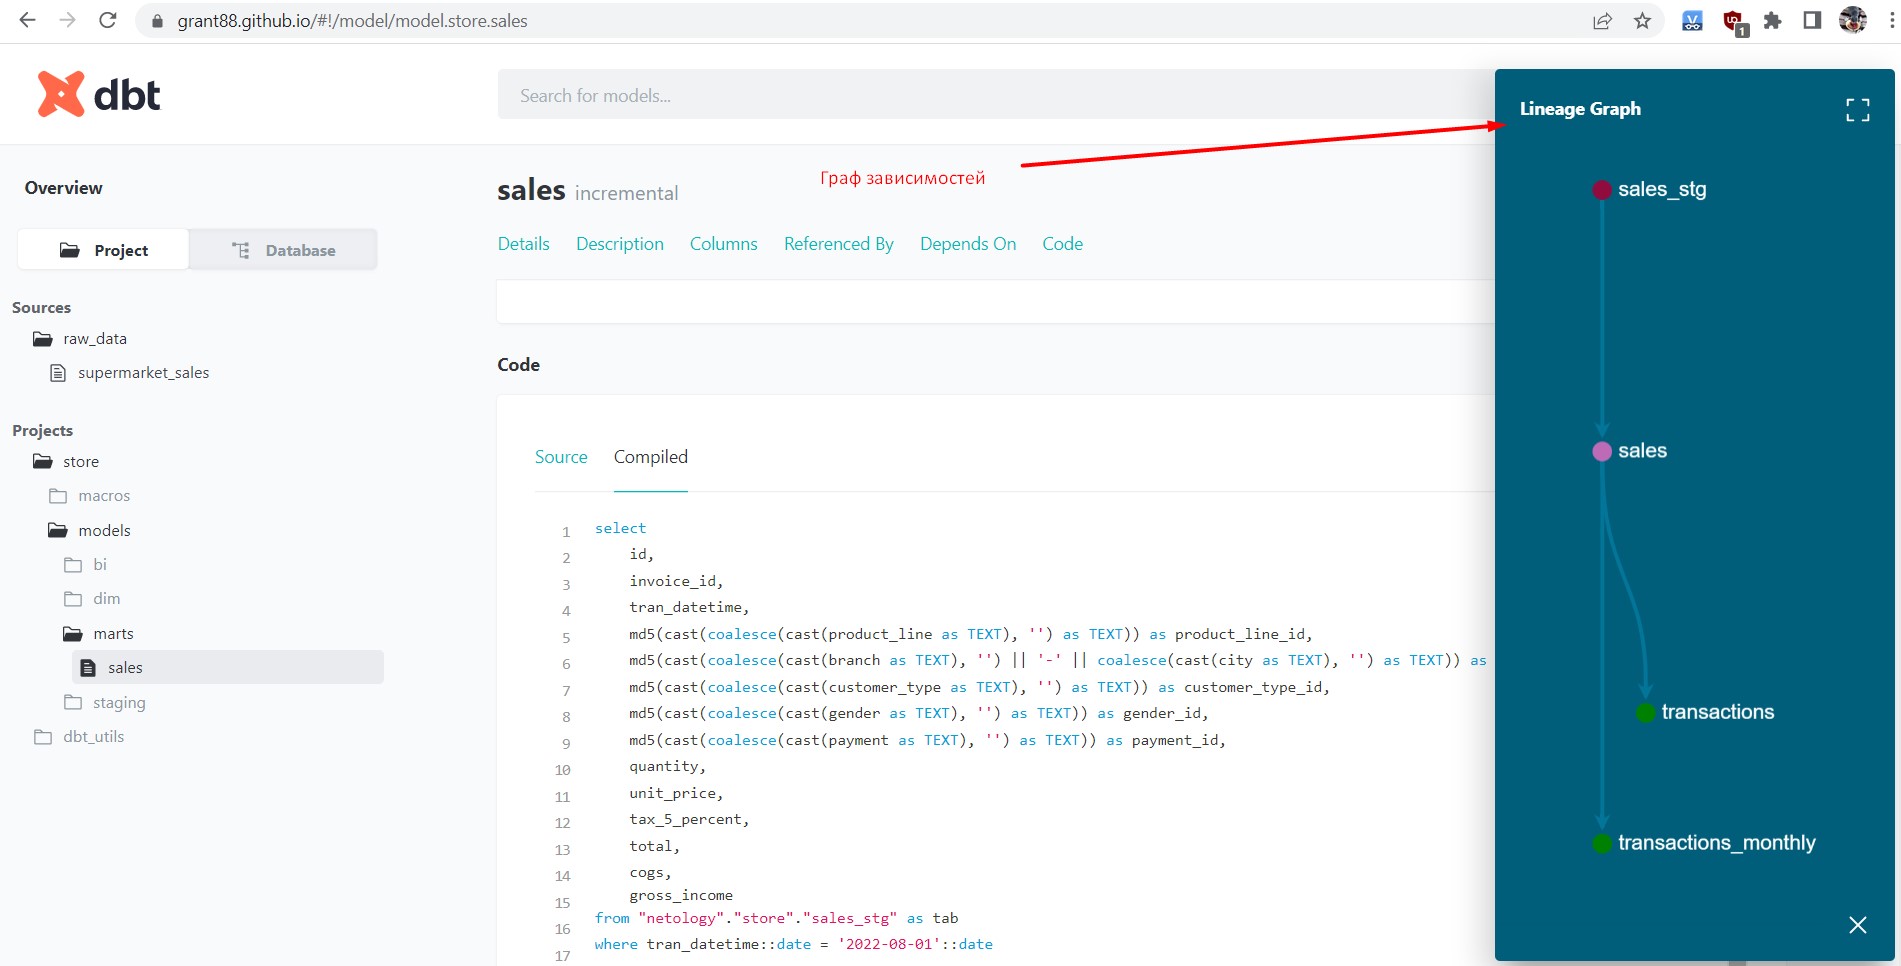 grant88.github.io/#!/model/model.store.sales
1
dbt
Search for models...
Overview
Project
Database
Sources
raw_data
supermarket_sales
Projects
store
macros
models
bi
dim
marts
sales
staging
dbt_utils
sales incremental
Граф зависимостей
Details Description Columns Referenced By Depends On Code
Code
Source Compiled
1 select
2 id,
3 invoice_id,
4 tran_datetime,
5 md5(cast(coalesce(cast(product_line as TEXT), '') as TEXT)) as product_line_id,
6 md5(cast(coalesce(cast(branch as TEXT), '') || '-' || coalesce(cast(city as TEXT), '') as TEXT)) as
7 md5(cast(coalesce(cast(customer_type as TEXT), '') as TEXT)) as customer_type_id,
8 md5(cast(coalesce(cast(gender as TEXT), '') as TEXT)) as gender_id,
9 md5(cast(coalesce(cast(payment as TEXT), '') as TEXT)) as payment_id,
10 quantity,
11 unit_price,
12 tax_5_percent,
13 total,
14 cogs,
15 gross_income
16 from "netology"."store"."sales_stg" as tab
17 where tran_datetime::date = '2022-08-01'::date
Lineage Graph
sales_stg
sales
transactions
transactions_monthly